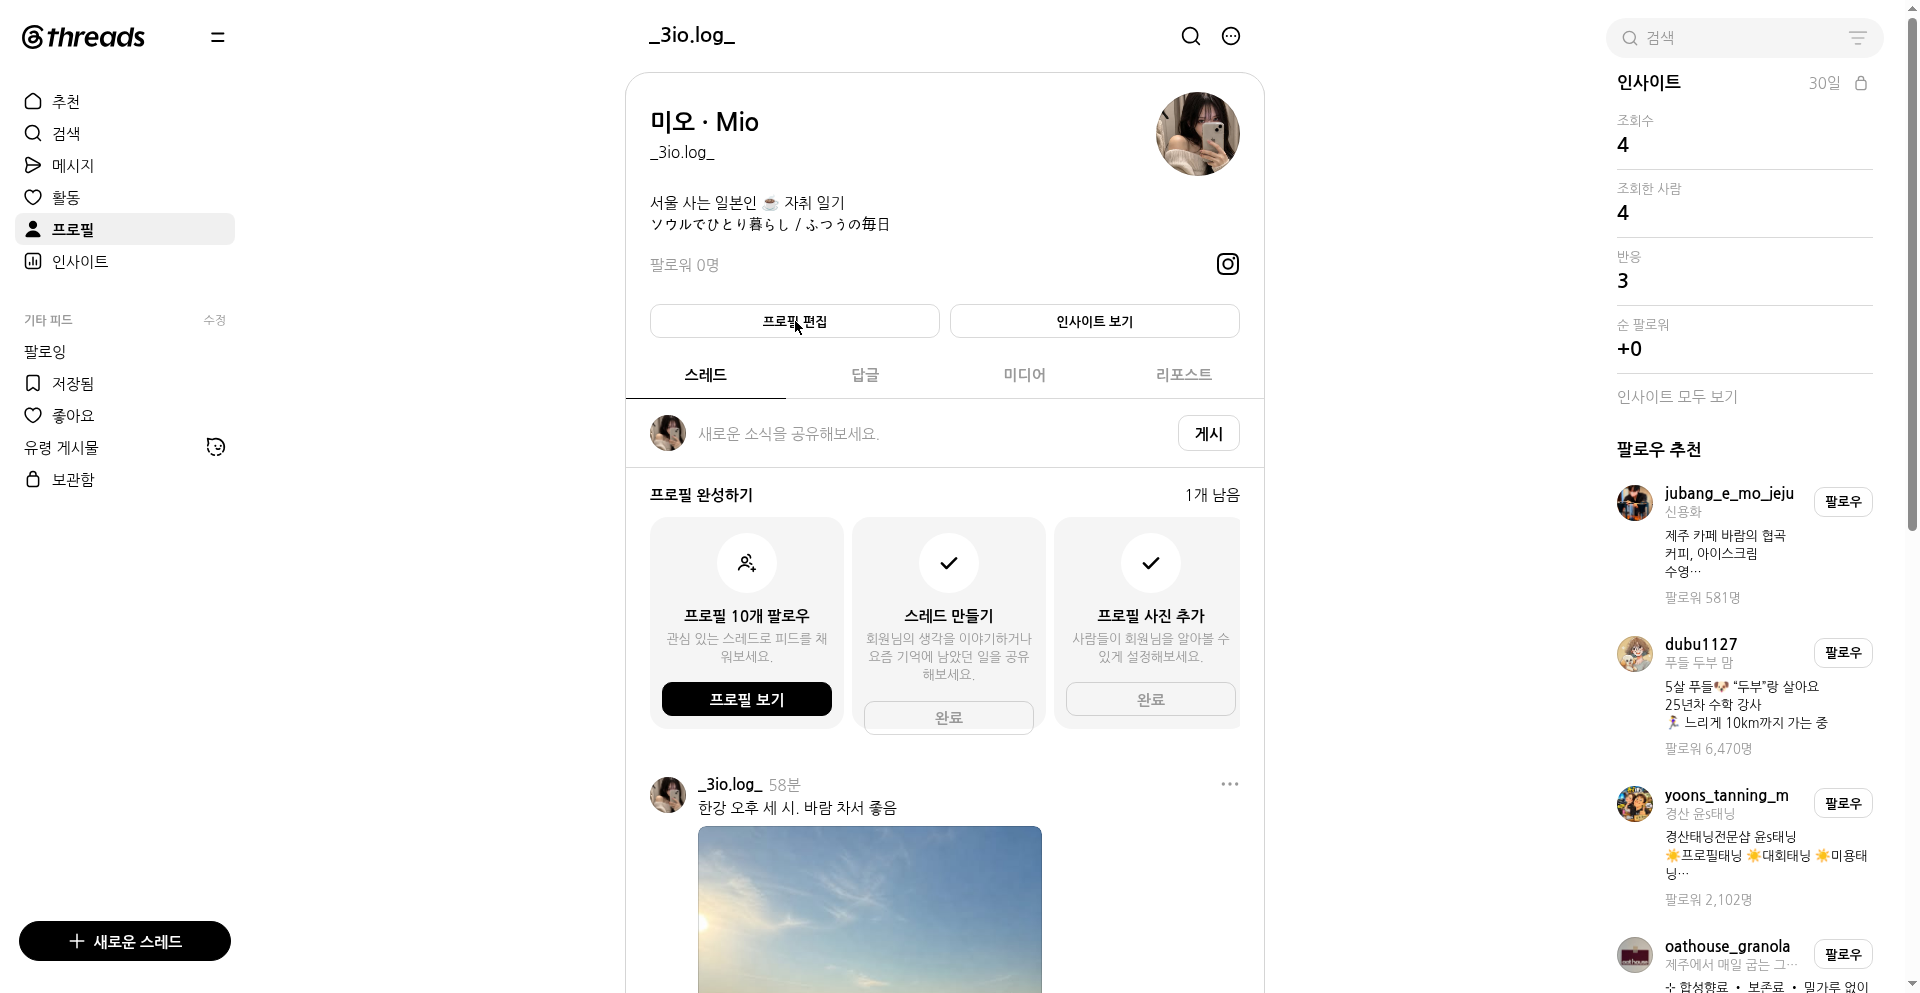 threads
추천
검색
메시지
활동
프로필
인사이트
기타 피드
수정
팔로잉
저장됨
좋아요
유령 게시물
보관함
새로운 스레드
_3io.log_
미오 · Mio
_3io.log_
서울 사는 일본인 ☕ 자취 일기
ソウルでひとり暮らし / ふつうの毎日
팔로워 0명
프로필 편집
인사이트 보기
스레드
답글
미디어
리포스트
새로운 소식을 공유해보세요.
게시
프로필 완성하기
1개 남음
프로필 10개 팔로우
관심 있는 스레드로 피드를 채
워보세요.
프로필 보기
스레드 만들기
회원님의 생각을 이야기하거나
요즘 기억에 남았던 일을 공유
해보세요.
완료
프로필 사진 추가
사람들이 회원님을 알아볼 수
있게 설정해보세요.
완료
_3io.log_ 58분
한강 오후 세 시. 바람 차서 좋음
검색
인사이트
30일
조회수
4
조회한 사람
4
반응
3
순 팔로워
+0
인사이트 모두 보기
팔로우 추천
jubang_e_mo_jeju
신용화
팔로우
제주 카페 바람의 협곡
커피, 아이스크림
수영…
팔로워 581명
dubu1127
푸들 두부 맘
팔로우
5살 푸들🐶 “두부”랑 살아요
25년차 수학 강사
🏃‍♀️ 느리게 10km까지 가는 중
팔로워 6,470명
yoons_tanning_m
경산 윤s태닝
팔로우
경산태닝전문샵 윤s태닝
☀️프로필태닝 ☀️대회태닝 ☀️미용태
닝…
팔로워 2,102명
oathouse_granola
제주에서 매일 굽는 그…
팔로우
⊹ 합성향료 • 보존료 • 밀가루 없이